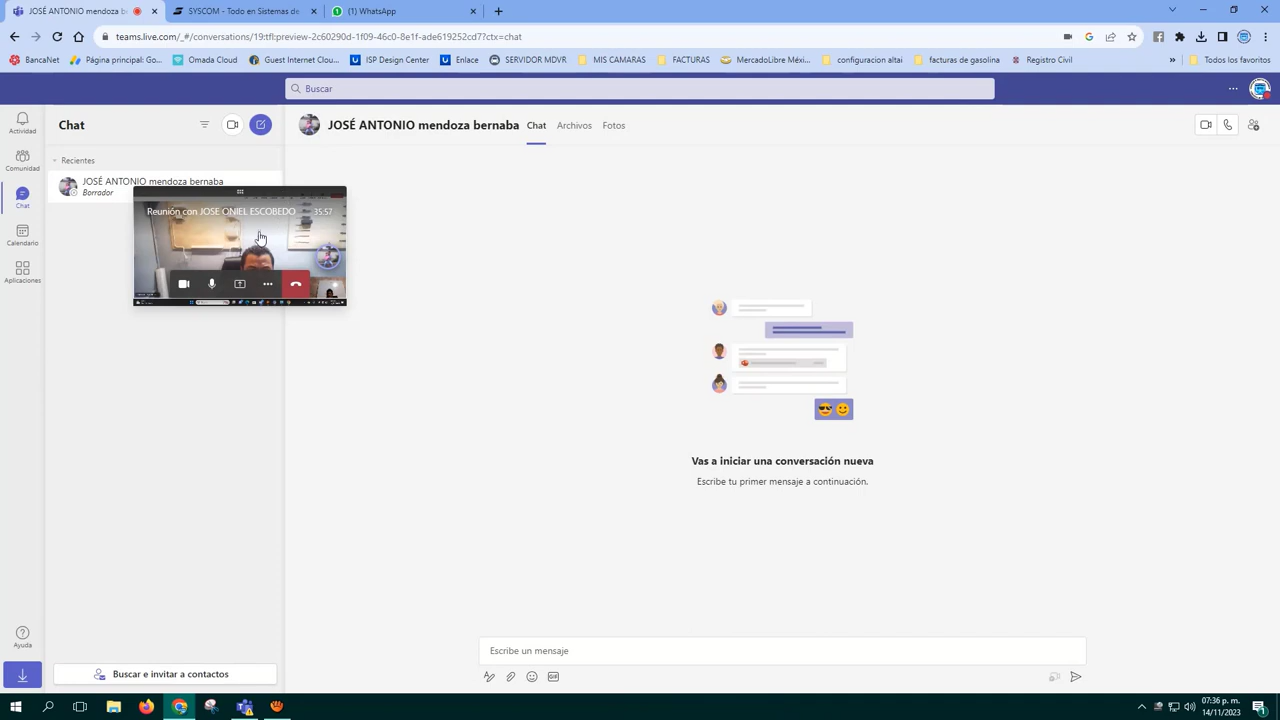 JOSÉ ANTONIO mendoza b
SYSCOM - Todo en Sistemas de
WhatsApp
teams.live.com/_#/conversations/19:tfl:preview-2c60290d-1f09-46c0-8e1f-ade619252cd7?ctx=chat
BancaNet
Página principal: Go...
Omada Cloud
Guest Internet Clou...
ISP Design Center
Enlace
SERVIDOR MDVR
MIS CAMARAS
FACTURAS
MercadoLibre Méxi...
configuracion altai
facturas de gasolina
Registro Civil
»
Todos los favoritos
Buscar
Actividad
Comunidad
Chat
Calendario
Aplicaciones
Ayuda
Chat
Recientes
JOSÉ ANTONIO mendoza bernaba
Borrador
Reunión con JOSE ONIEL ESCOBEDO
35:57
Buscar e invitar a contactos
JOSÉ ANTONIO mendoza bernaba
Chat
Archivos
Fotos
Vas a iniciar una conversación nueva
Escribe tu primer mensaje a continuación.
Escribe un mensaje
GIF
07:36 p. m.
14/11/2023
1